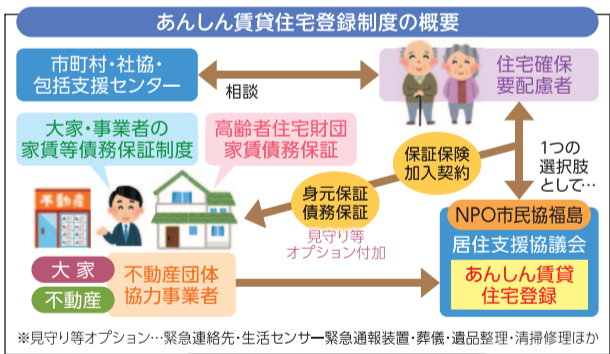 あんしん賃貸住宅登録制度の概要
市町村・社協・
包括支援センター
相談
住宅確保
要配慮者
大家・事業者の
家賃等債務保証制度
高齢者住宅財団
家賃債務保証
保証保険
加入契約
1つの
選択肢
として…
不動産
身元保証
債務保証
見守り等
オプション付加
NPO市民協福島
居住支援協議会
あんしん賃貸
住宅登録
大家
不動産
不動産団体
協力事業者
※見守り等オプション…緊急連絡先・生活センサー緊急通報装置・葬儀・遺品整理・清掃修理ほか